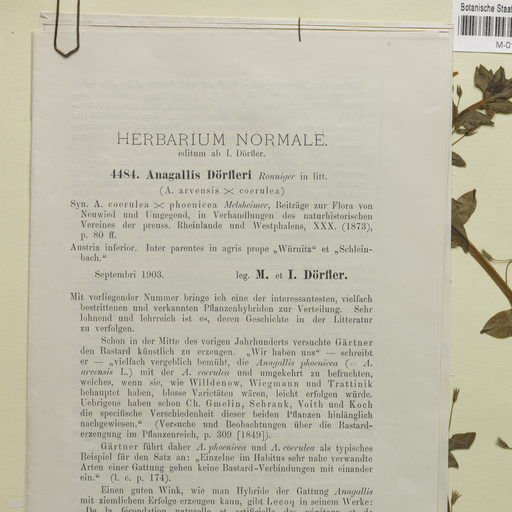 Botanische Staat
M-0
HERBARIUM NORMALE.
editum ab I. Dörfler.
4484. Anagallis Dörfleri Ronniger in litt.
(A. arvensis × coerulea)
Syn. A. coerulea × phoenicea Melsheimer, Beiträge zur Flora von
Neuwied und Umgegend, in Verhandlungen des naturhistorischen
Vereines der preuss. Rheinlande und Westphalens, XXX. (1873),
p. 80 ff.
Austria inferior. Inter parentes in agris prope „Würnitz" et „Schlein-
bach."
Septembri 1903. leg. M. et I. Dörfler.
Mit vorliegender Nummer bringe ich eine der interessantesten, vielfach
bestrittenen und verkannten Pflanzenhybriden zur Verteilung. Sehr
lohnend und lehrreich ist es, deren Geschichte in der Litteratur
zu verfolgen.
Schon in der Mitte des vorigen Jahrhunderts versuchte Gärtner
den Bastard künstlich zu erzeugen. „Wir haben uns" — schreibt
er — „vielfach vergeblich bemüht, die Anagallis phoenicea (= A.
arvensis L.) mit der A. coerulea und umgekehrt zu befruchten,
welches, wenn sie, wie Willdenow, Wiegmann und Trattinik
behauptet haben, blosse Varietäten wären, leicht erfolgen würde.
Uebrigens haben schon Ch. Gmelin, Schrank, Voith und Koch
die specifische Verschiedenheit dieser beiden Pflanzen hinlänglich
nachgewiesen." (Versuche und Beobachtungen über die Bastard-
erzeugung im Pflanzenreich, p. 309 [1849]).
Gärtner führt daher A. phoenicea und A. coerulea als typisches
Beispiel für den Satz an: „Einzelne im Habitus sehr nahe verwandte
Arten einer Gattung gehen keine Bastard-Verbindungen mit einander
ein." (l. c. p. 174).
Einen guten Wink, wie man Hybride der Gattung Anagallis
mit ziemlichem Erfolge erzeugen kann, gibt Lecoq in seinem Werke:
„De la fécondation naturelle et artificielle des végétaux et de